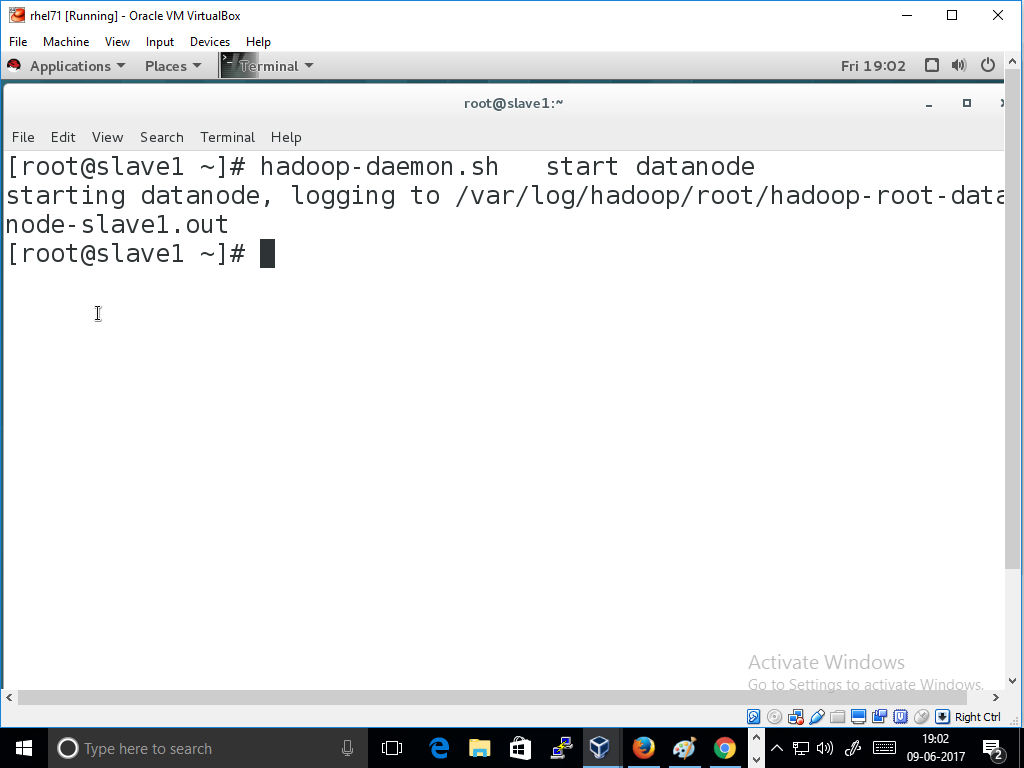 rhel71 [Running] - Oracle VM VirtualBox
File Machine View Input Devices Help
Applications Places Terminal Fri 19:02
root@slave1:~
File Edit View Search Terminal Help
[root@slave1 ~]# hadoop-daemon.sh   start datanode
starting datanode, logging to /var/log/hadoop/root/hadoop-root-data
node-slave1.out
[root@slave1 ~]#
Activate Windows
Go to Settings to activate Windows.
Right Ctrl
Type here to search
19:02
09-06-2017
2